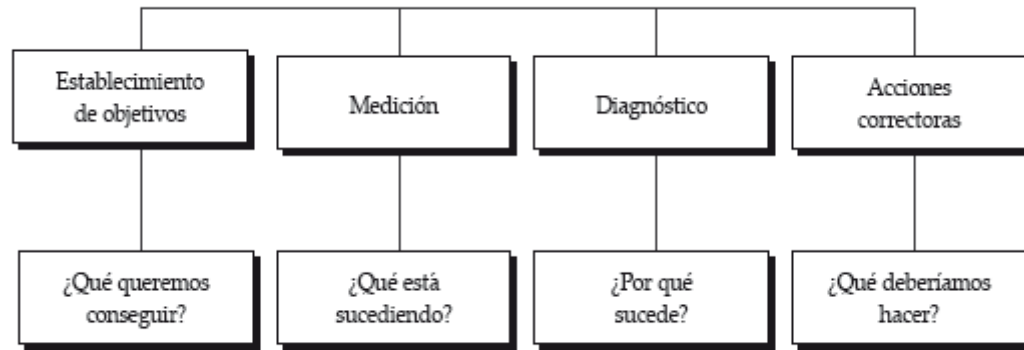 Establecimiento
de objetivos
Medición
Diagnóstico
Acciones
correctoras
¿Qué queremos
conseguir?
¿Qué está
sucediendo?
¿Por qué
sucede?
¿Qué deberíamos
hacer?